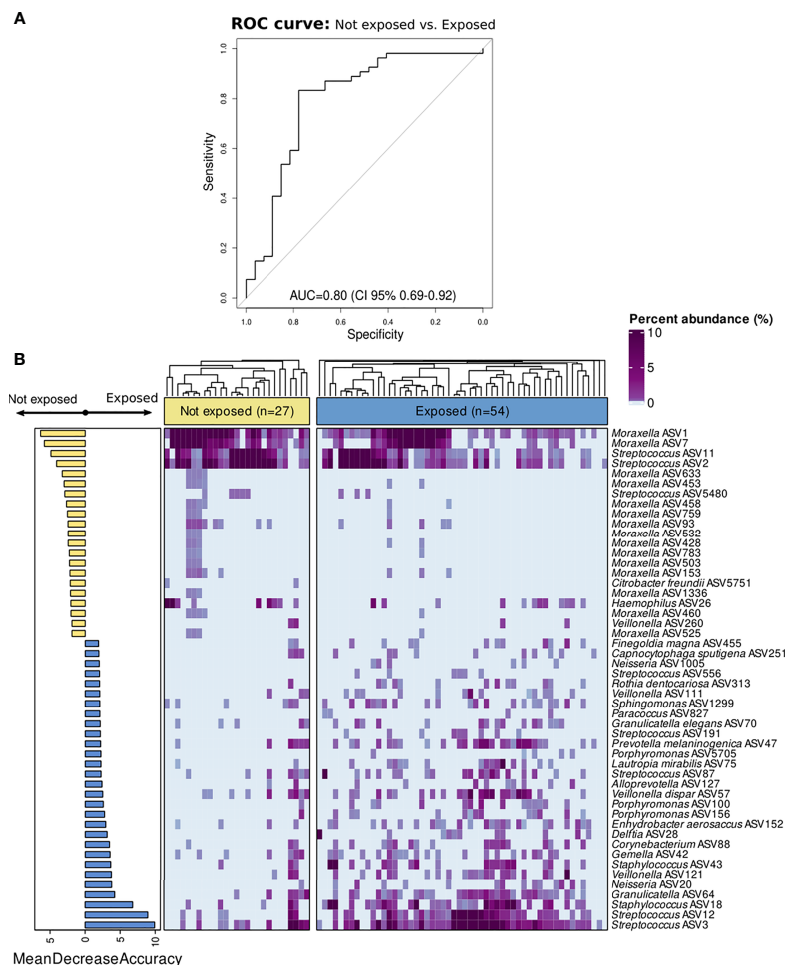 A
ROC curve: Not exposed vs. Exposed
Sensitivity
1.0
0.8
0.6
0.4
0.2
0.0
AUC=0.80 (CI 95% 0.69-0.92)
1.0 0.8 0.6 0.4 0.2 0.0
Specificity
Percent abundance (%)
10
5
0
B
Not exposed Exposed
Not exposed (n=27) Exposed (n=54)
Moraxella ASV1
Moraxella ASV7
Streptococcus ASV11
Streptococcus ASV2
Moraxella ASV633
Moraxella ASV453
Streptococcus ASV5480
Moraxella ASV458
Moraxella ASV759
Moraxella ASV93
Moraxella ASV632
Moraxella ASV428
Moraxella ASV783
Moraxella ASV503
Moraxella ASV153
Citrobacter freundii ASV5751
Moraxella ASV1336
Haemophilus ASV26
Moraxella ASV460
Veillonella ASV260
Moraxella ASV525
Finegoldia magna ASV455
Capnocytophaga sputigena ASV251
Neisseria ASV1005
Streptococcus ASV556
Rothia dentocariosa ASV313
Veillonella ASV111
Sphingomonas ASV1299
Paracoccus ASV827
Granulicatella elegans ASV70
Streptococcus ASV191
Prevotella melaninogenica ASV47
Porphyromonas ASV5705
Lautropia mirabilis ASV75
Streptococcus ASV87
Alloprevotella ASV127
Veillonella dispar ASV57
Porphyromonas ASV100
Porphyromonas ASV156
Enhydrobacter aerosaccus ASV152
Delftia ASV28
Corynebacterium ASV88
Gemella ASV42
Staphylococcus ASV43
Veillonella ASV121
Neisseria ASV20
Granulicatella ASV64
Staphylococcus ASV18
Streptococcus ASV12
Streptococcus ASV3
5 0 5 10
MeanDecreaseAccuracy